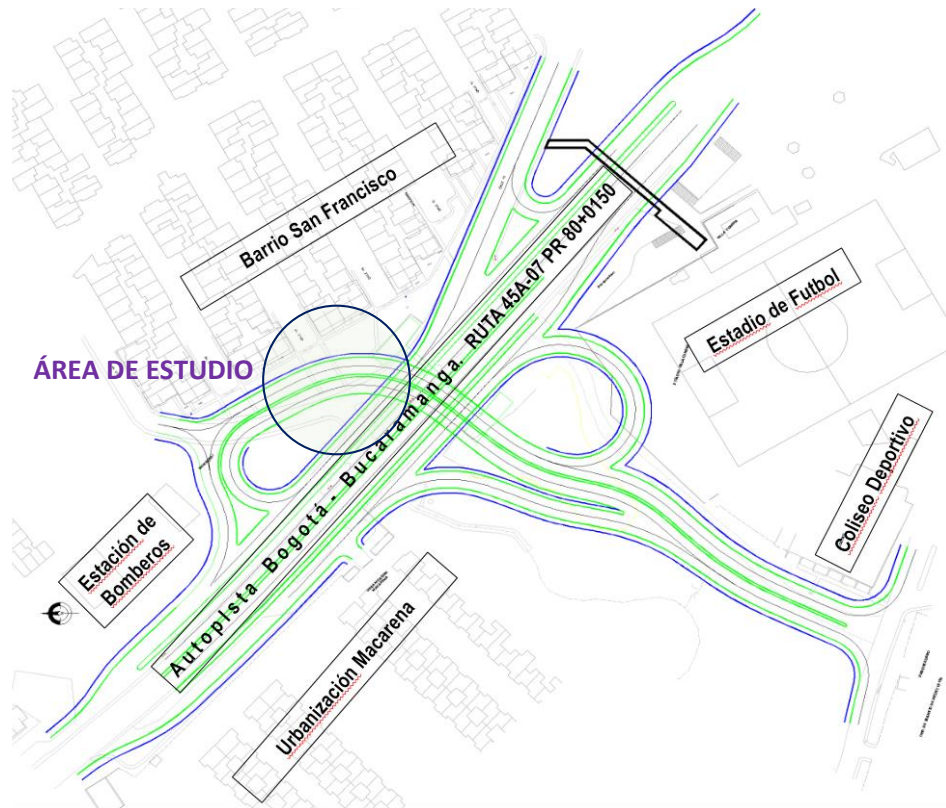 Barrio San Francisco
ÁREA DE ESTUDIO
Autopista Bogotá - Bucaramanga. RUTA 45A-07 PR 80+0150
Estadio de Futbol
Coliseo Deportivo
Estación de
Bomberos
Urbanización Macarena